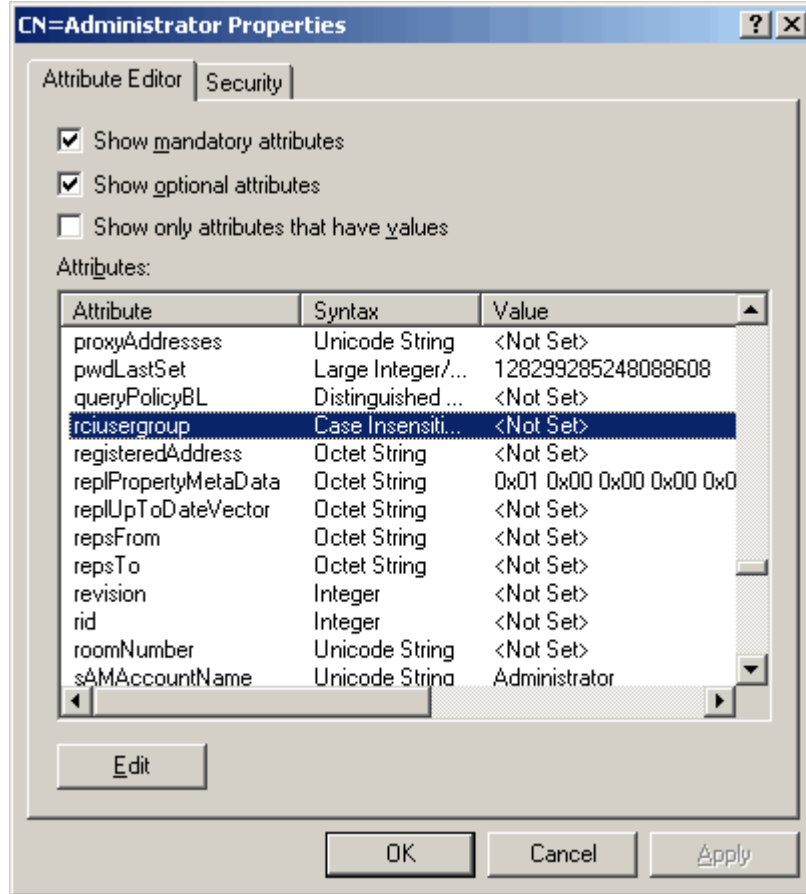 CN=Administrator Properties
Attribute Editor Security
Show mandatory attributes
Show optional attributes
Show only attributes that have values
Attributes:
Attribute Syntax Value
proxyAddresses Unicode String <Not Set>
pwdLastSet Large Integer/... 128299285248088608
queryPolicyBL Distinguished ... <Not Set>
rciusergroup Case Insensiti... <Not Set>
registeredAddress Octet String <Not Set>
replPropertyMetaData Octet String 0x01 0x00 0x00 0x00 0x0
replUpToDateVector Octet String <Not Set>
repsFrom Octet String <Not Set>
repsTo Octet String <Not Set>
revision Integer <Not Set>
rid Integer <Not Set>
roomNumber Unicode String <Not Set>
sAMAccountName Unicode String Administrator
Edit
OK Cancel Apply